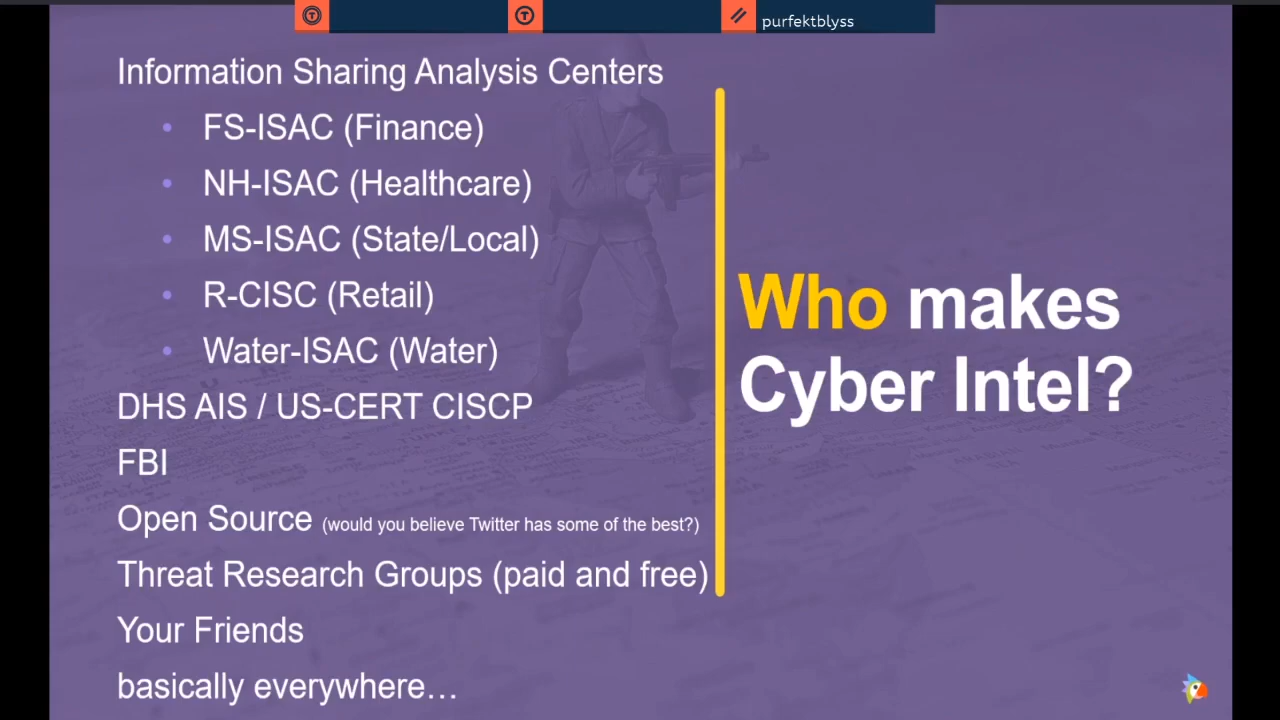 purfektblyss
Information Sharing Analysis Centers
• FS-ISAC (Finance)
• NH-ISAC (Healthcare)
• MS-ISAC (State/Local)
• R-CISC (Retail)
• Water-ISAC (Water)
DHS AIS / US-CERT CISCP
FBI
Open Source (would you believe Twitter has some of the best?)
Threat Research Groups (paid and free)
Your Friends
basically everywhere…
Who makes
Cyber Intel?